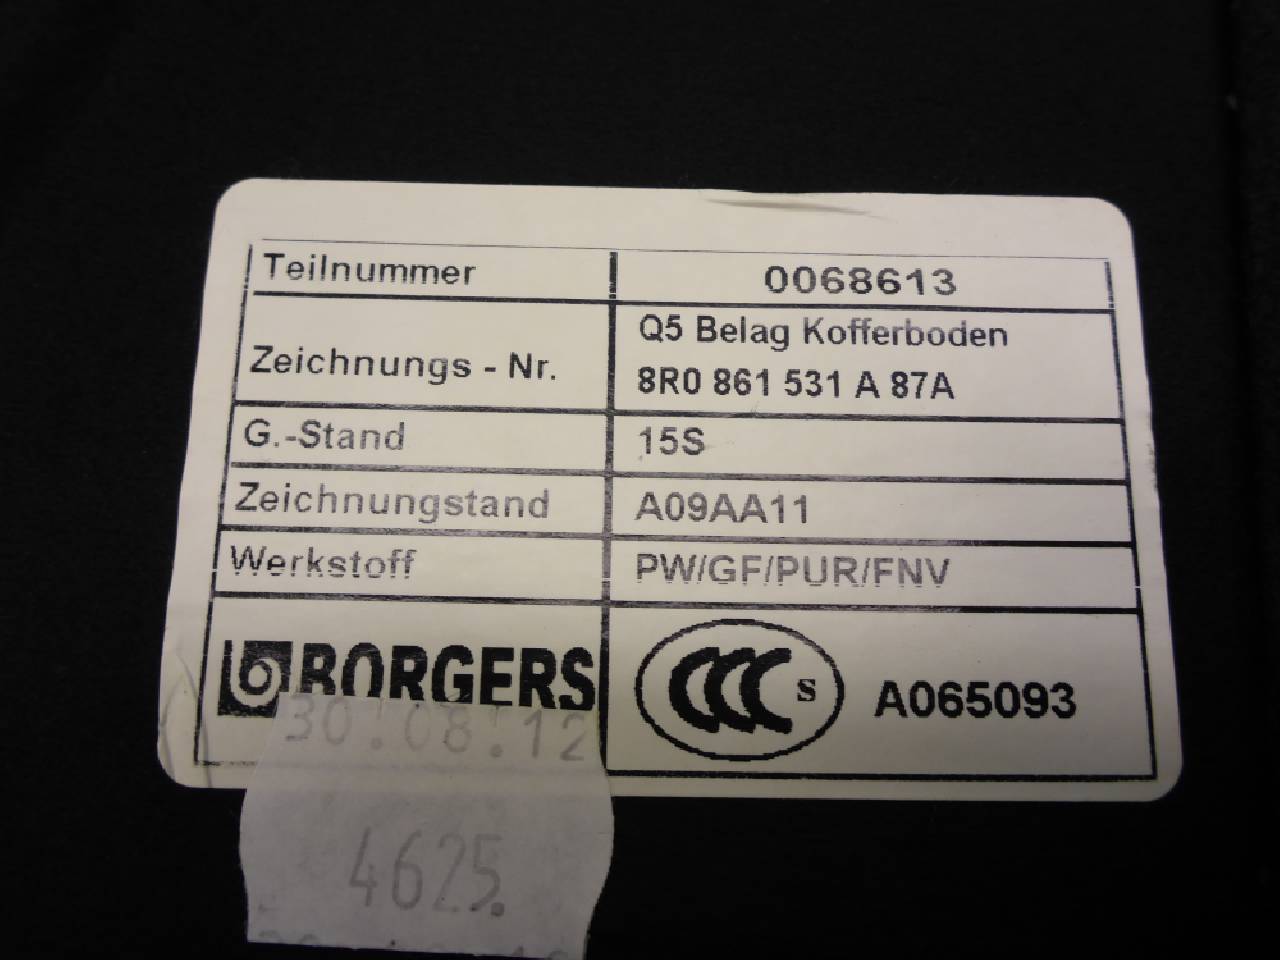 Teilnummer 0068613
Zeichnungs - Nr. Q5 Belag Kofferboden
8R0 861 531 A 87A
G.-Stand 15S
Zeichnungstand A09AA11
Werkstoff PW/GF/PUR/FNV
BORGERS CCC S A065093
30.08.12
4625.